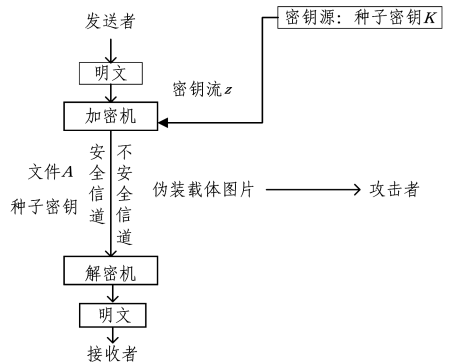 发送者
密钥源：种子密钥K
明文
密钥流z
加密机
文件A
种子密钥
安全信道
不安全信道
伪装载体图片
攻击者
解密机
明文
接收者